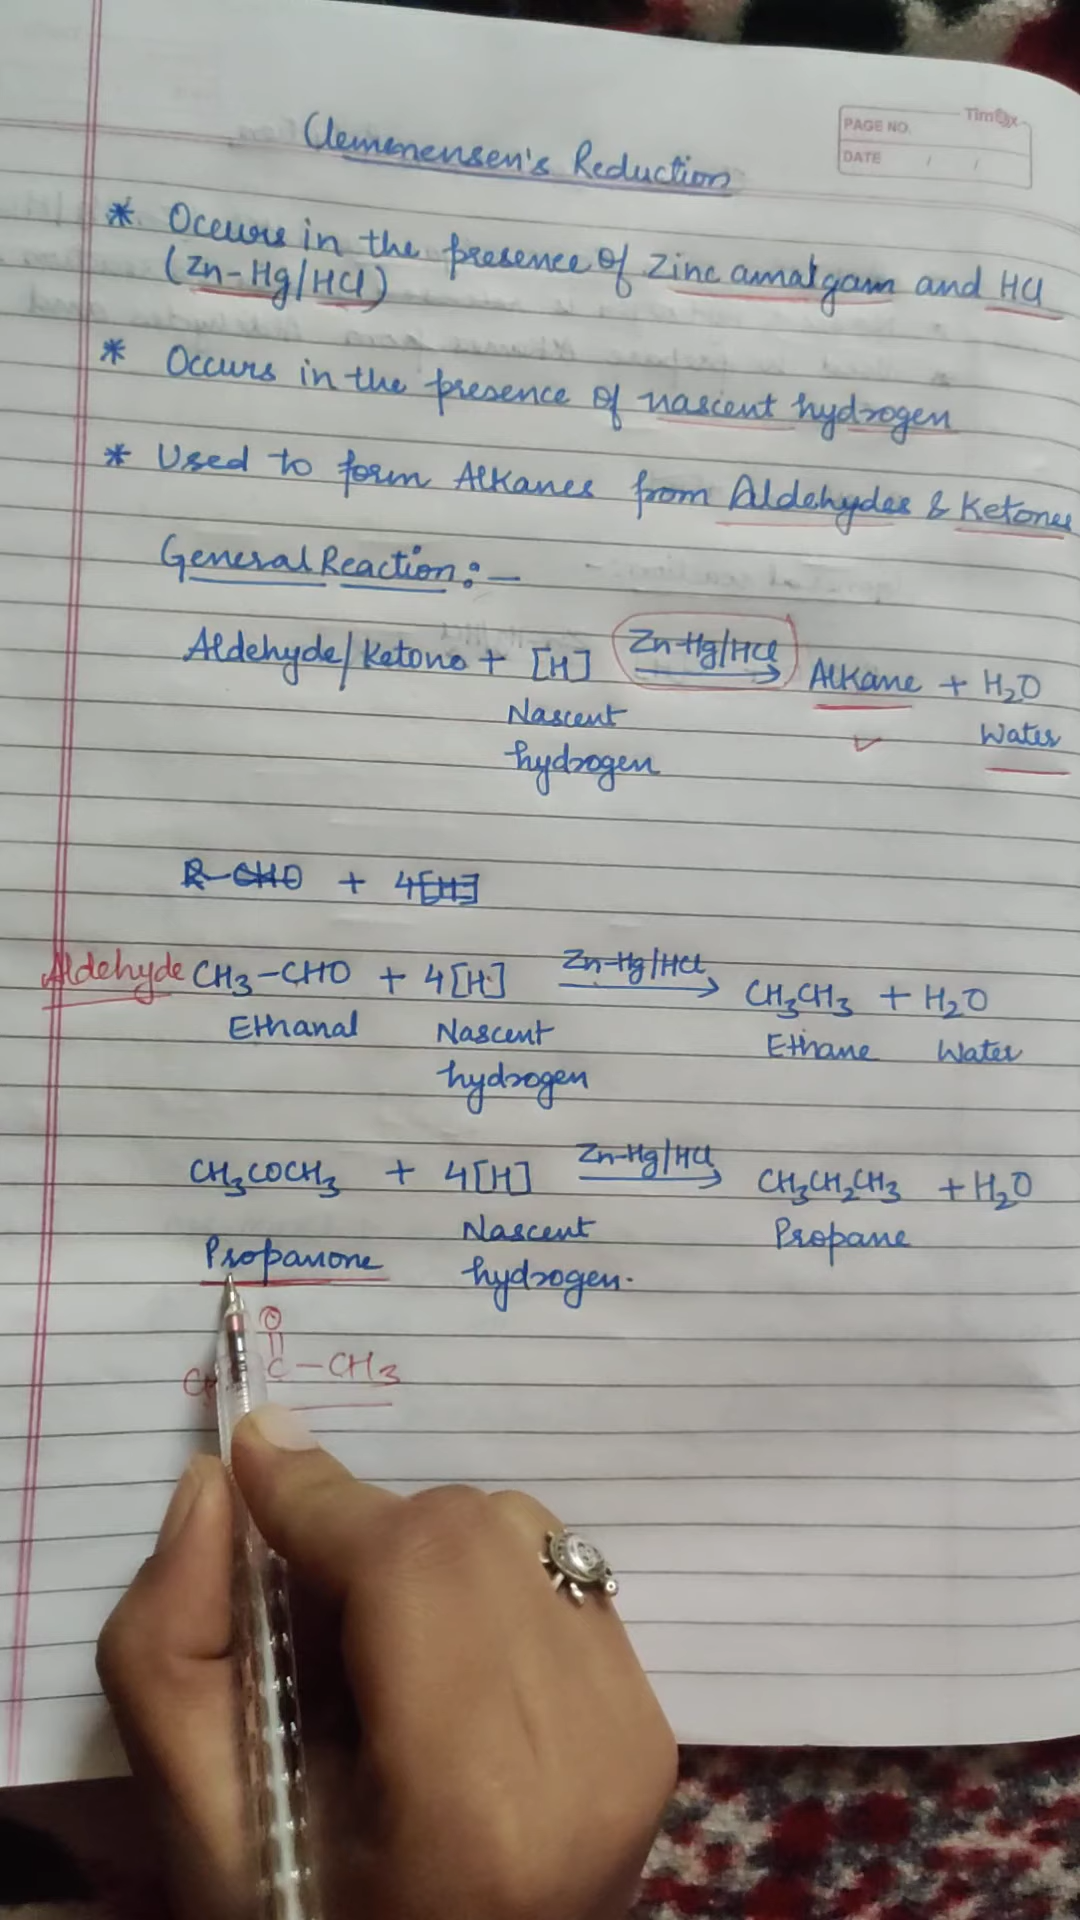 TimeX
PAGE NO.
DATE / /
Clemenensen's Reduction
* Occurs in the presence of Zinc amalgam and HCl
(Zn-Hg/HCl)
* Occurs in the presence of nascent hydrogen
* Used to form Alkanes from Aldehydes & Ketones
General Reaction:-
Aldehyde/Ketone + [H] Zn-Hg/HCl → Alkane + H₂O
Nascent hydrogen Water
R-CHO + 4[H]
Aldehyde CH3-CHO + 4[H] Zn-Hg/HCl → CH₃CH₃ + H₂O
Ethanal Nascent hydrogen Ethane Water
CH₃COCH₃ + 4[H] Zn-Hg/HCl → CH₃CH₂CH₃ + H₂O
Propanone Nascent hydrogen. Propane
O
C-CH3